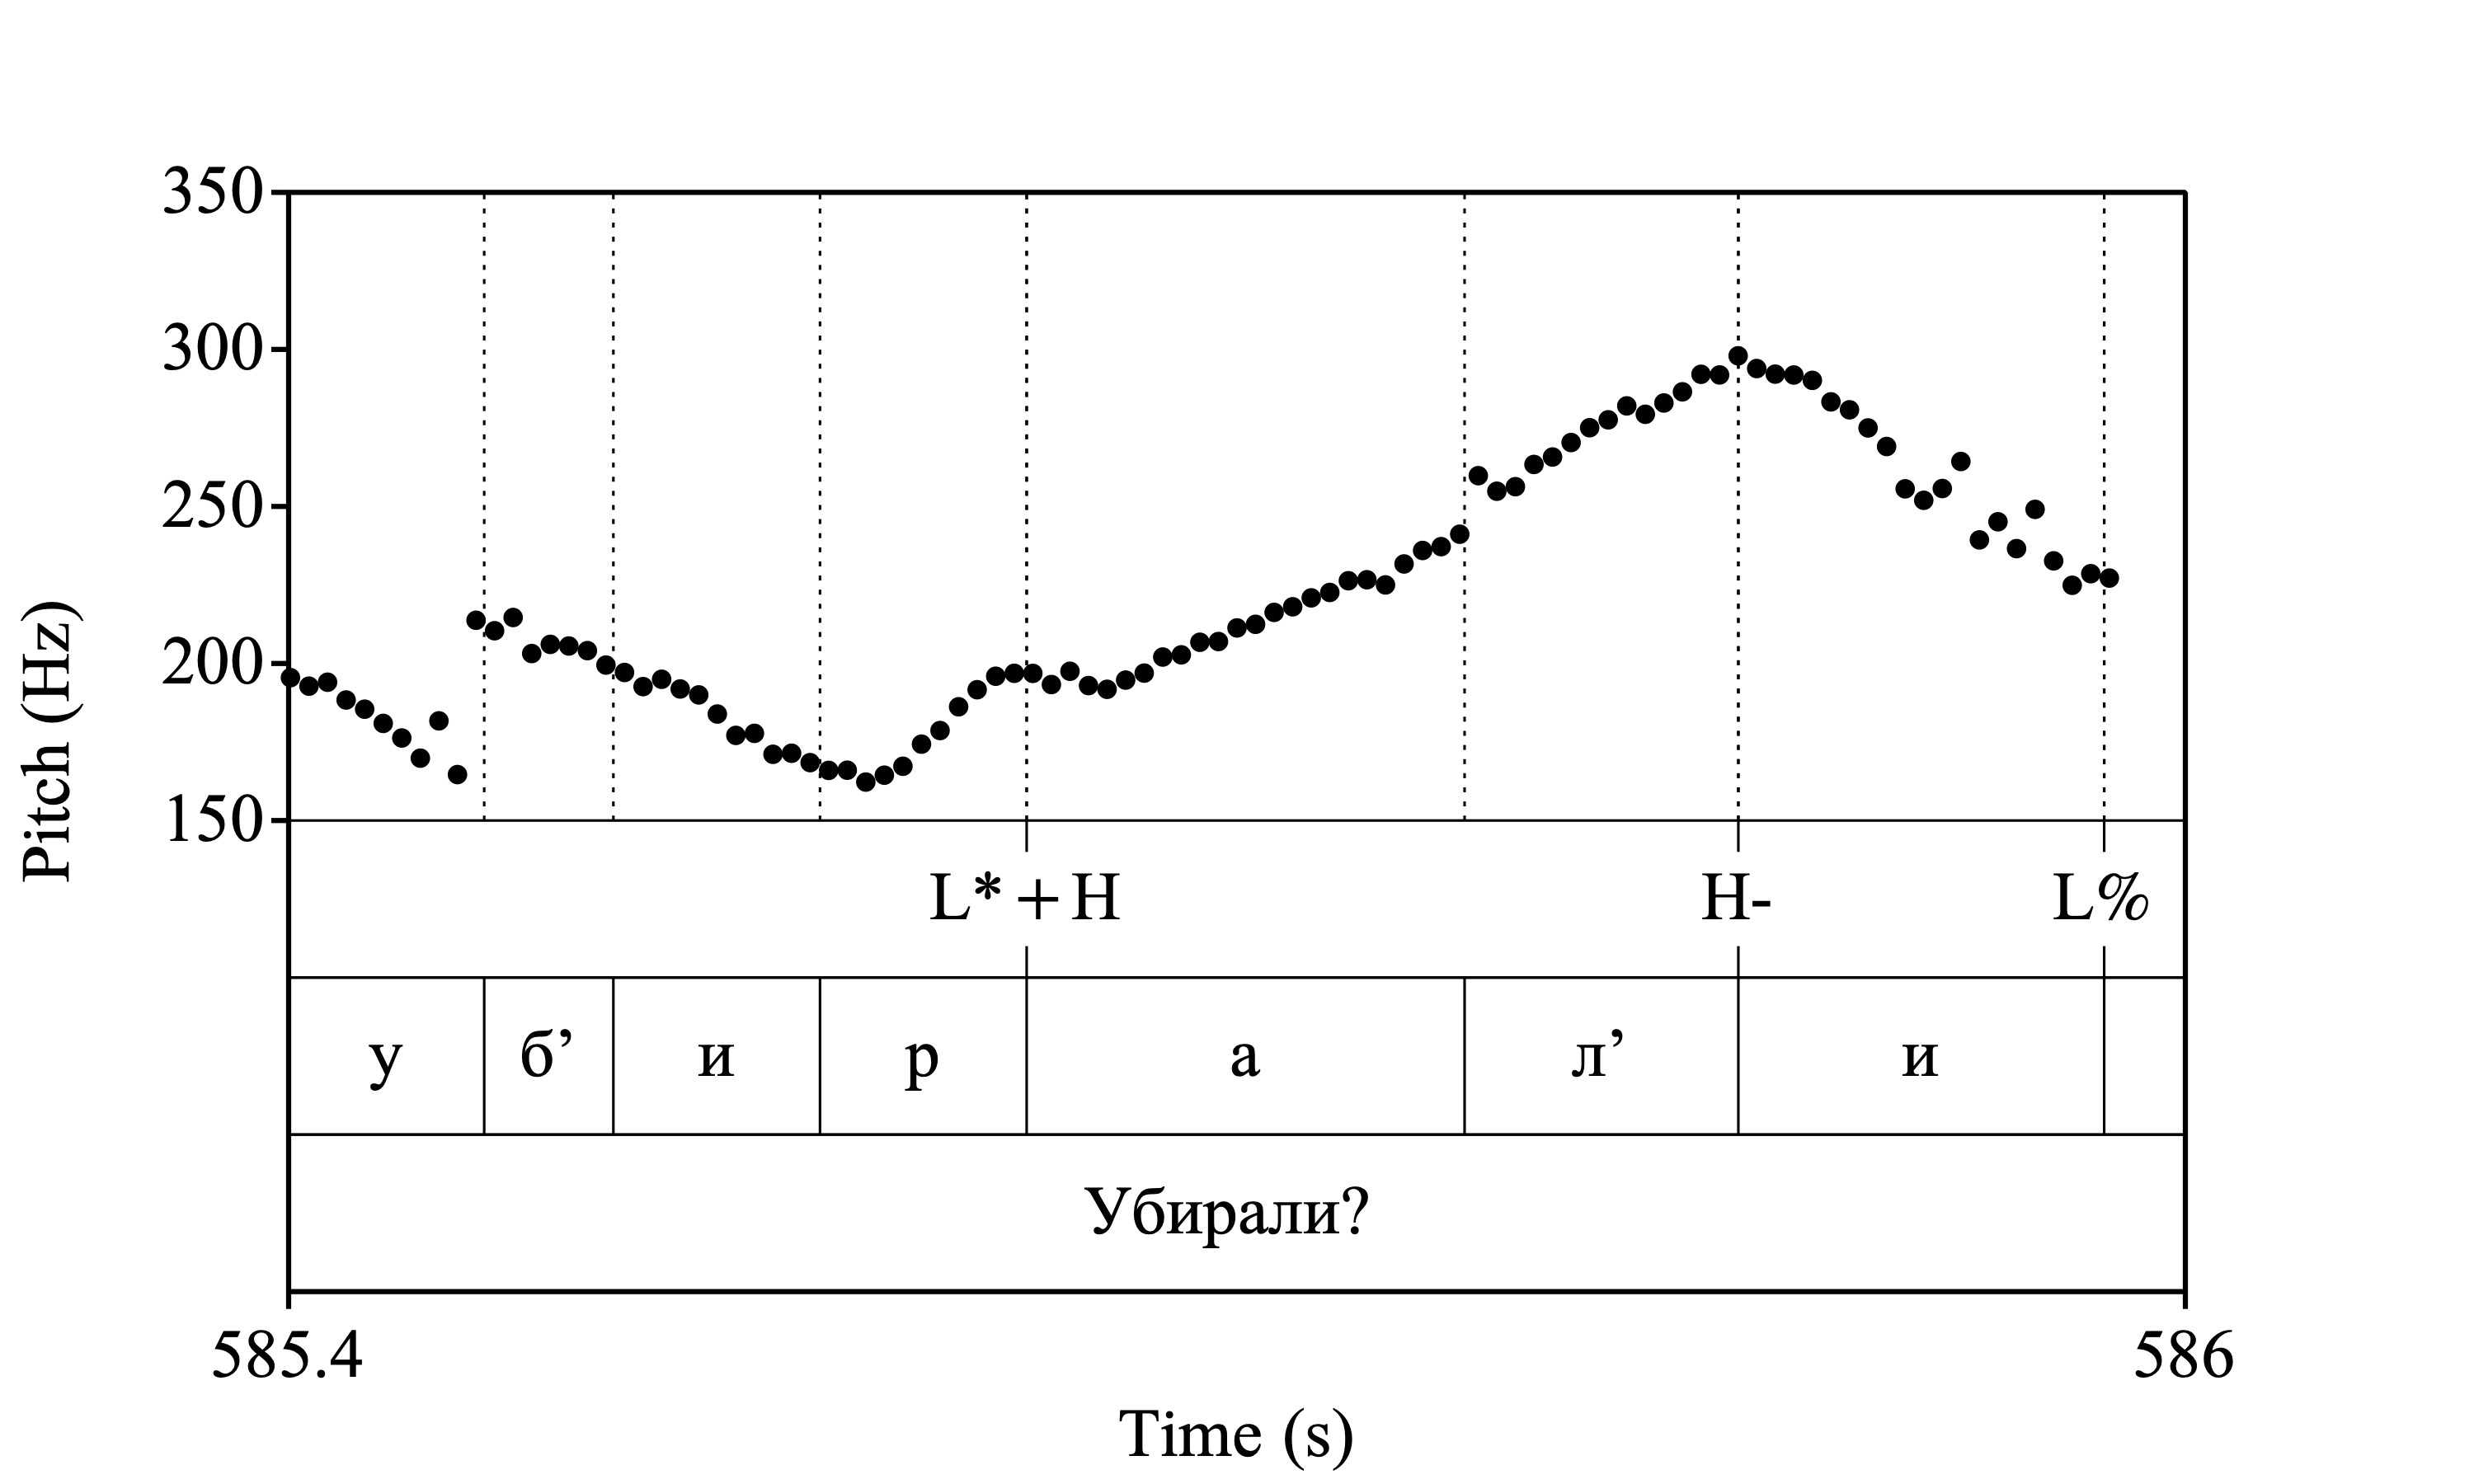 350
300
250
200
150
Pitch (Hz)
L*+H H- L%
у б’ и р а л’ и
Убирали?
585.4 586
Time (s)